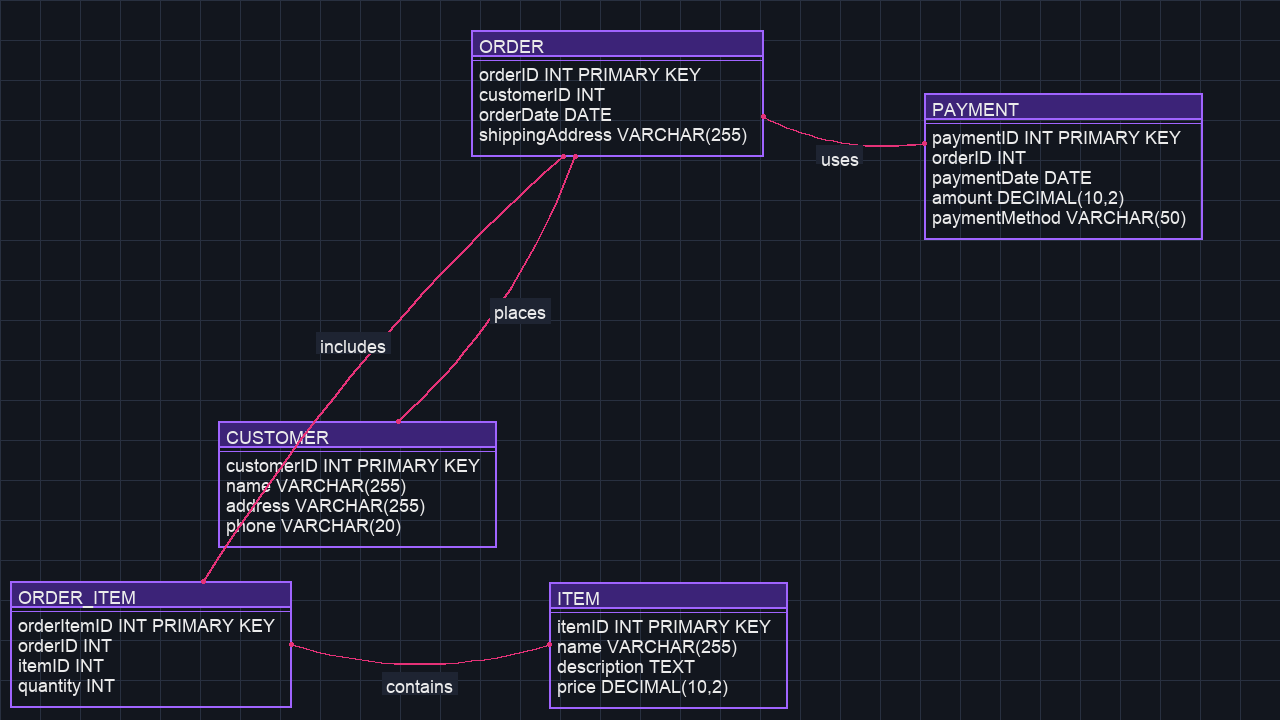 ORDER
orderID INT PRIMARY KEY
customerID INT
orderDate DATE
shippingAddress VARCHAR(255)
PAYMENT
paymentID INT PRIMARY KEY
orderID INT
paymentDate DATE
amount DECIMAL(10,2)
paymentMethod VARCHAR(50)
uses
places
includes
CUSTOMER
customerID INT PRIMARY KEY
name VARCHAR(255)
address VARCHAR(255)
phone VARCHAR(20)
ORDER_ITEM
orderItemID INT PRIMARY KEY
orderID INT
itemID INT
quantity INT
contains
ITEM
itemID INT PRIMARY KEY
name VARCHAR(255)
description TEXT
price DECIMAL(10,2)